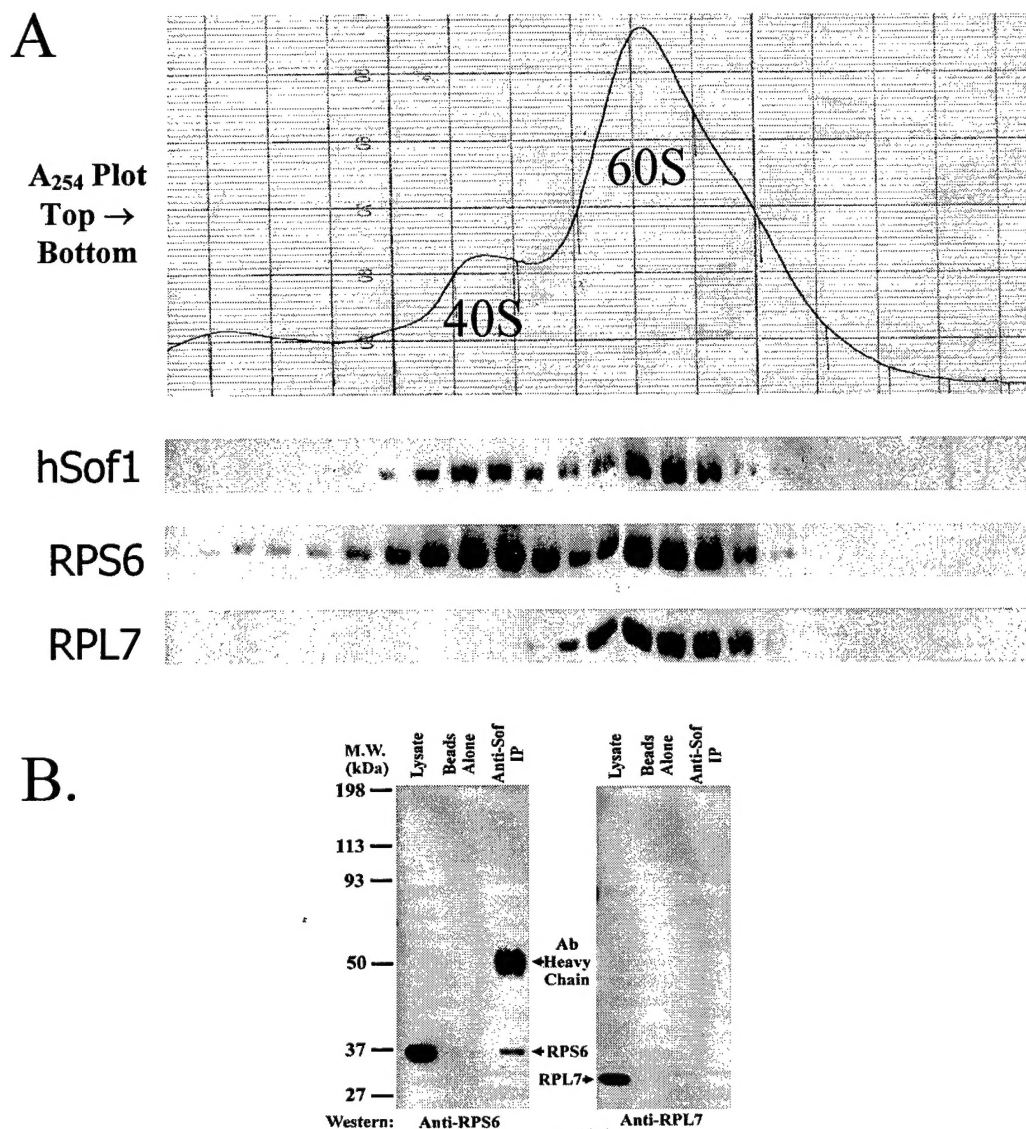 A
A254 Plot
Top →
Bottom
60S
40S
hSof1
RPS6
RPL7
B.
M.W.
(kDa)
Lysate
Beads
Alone
Anti-Sof
IP
Lysate
Beads
Alone
Anti-Sof
IP
198
113
93
50
37
27
Ab
Heavy
Chain
RPS6
RPL7
Western:
Anti-RPS6
Anti-RPL7